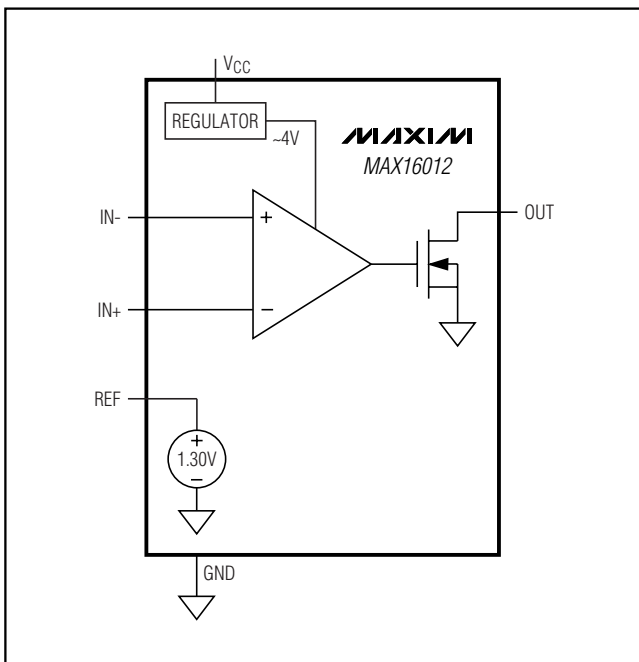 VCC
REGULATOR
~4V
MAXIM
MAX16012
IN-
+
OUT
IN+
−
REF
+
1.30V
−
GND